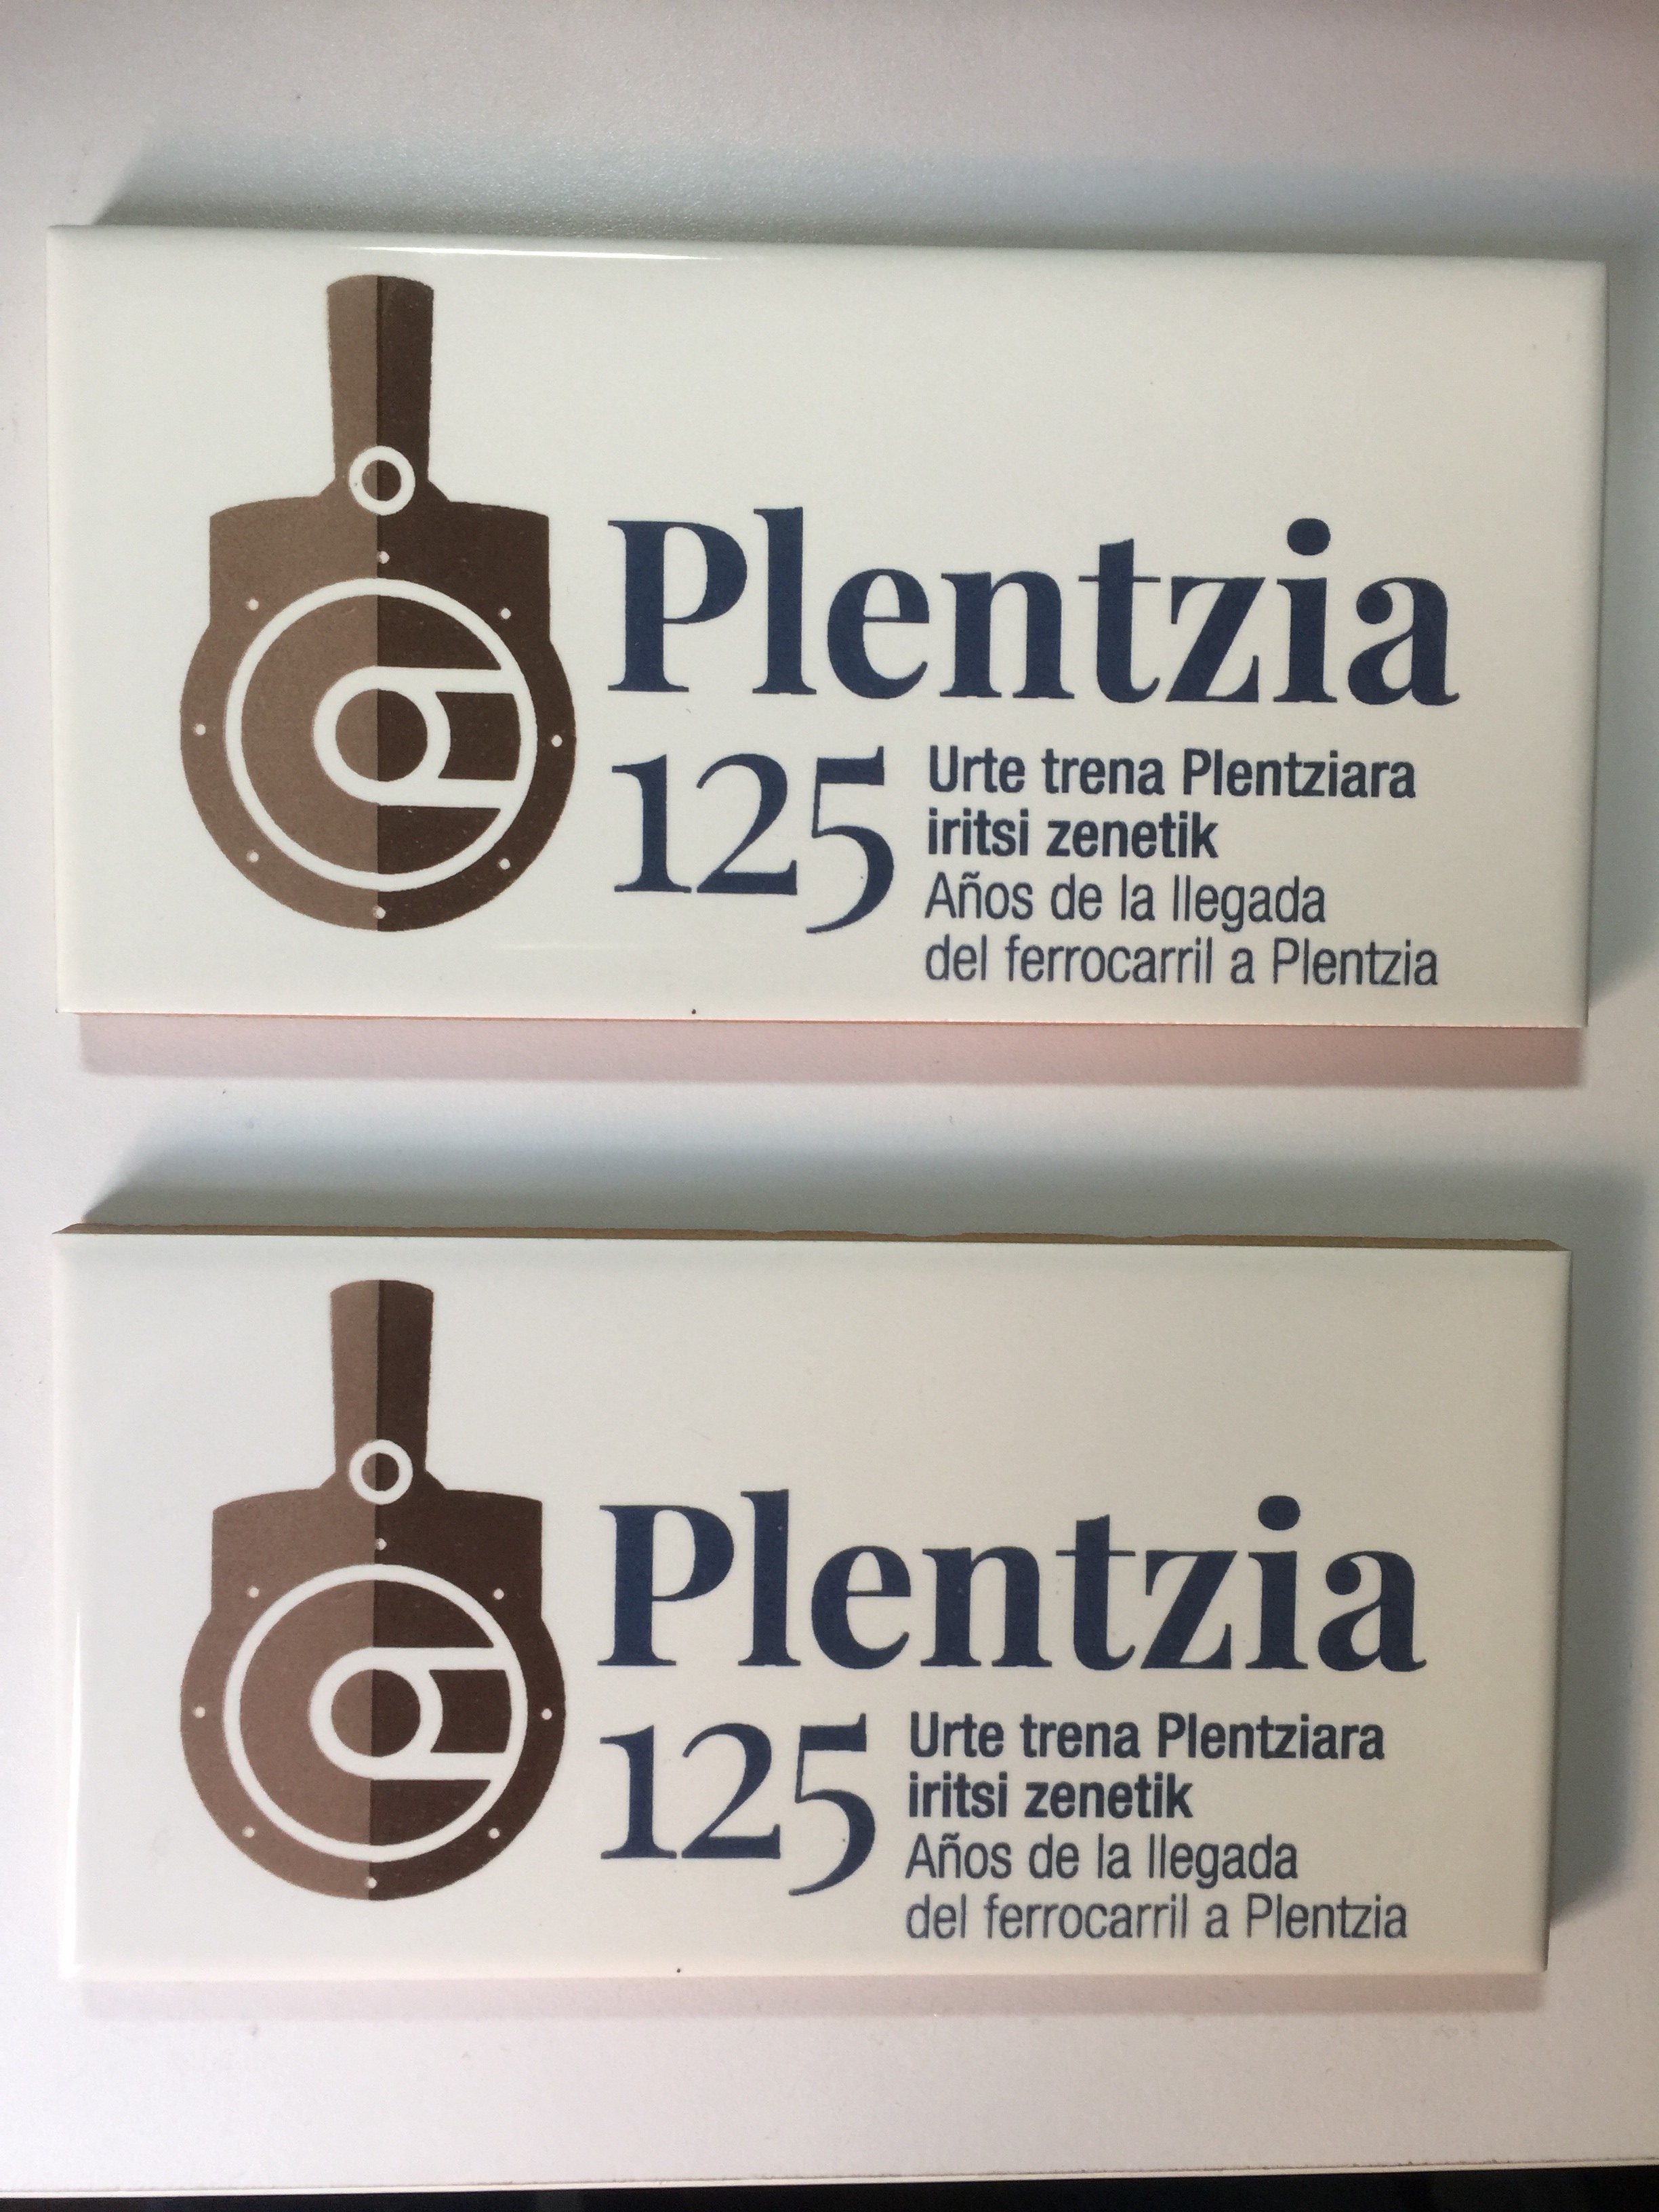 Plentzia
125
Urte trena Plentziara
iritsi zenetik
Años de la llegada
del ferrocarril a Plentzia
Plentzia
125
Urte trena Plentziara
iritsi zenetik
Años de la llegada
del ferrocarril a Plentzia